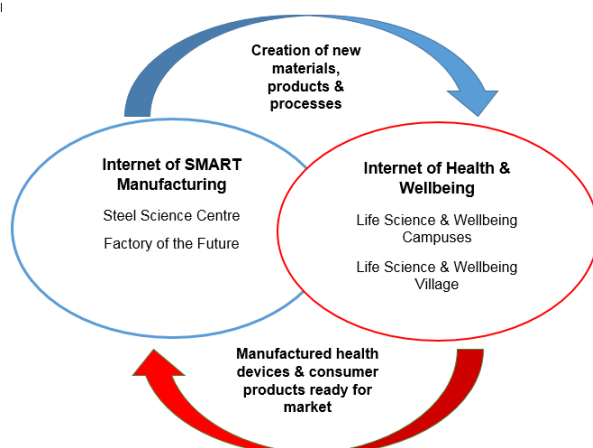 Creation of new
materials,
products &
processes
Internet of SMART
Manufacturing
Steel Science Centre
Factory of the Future
Internet of Health &
Wellbeing
Life Science & Wellbeing
Campuses
Life Science & Wellbeing
Village
Manufactured health
devices & consumer
products ready for
market